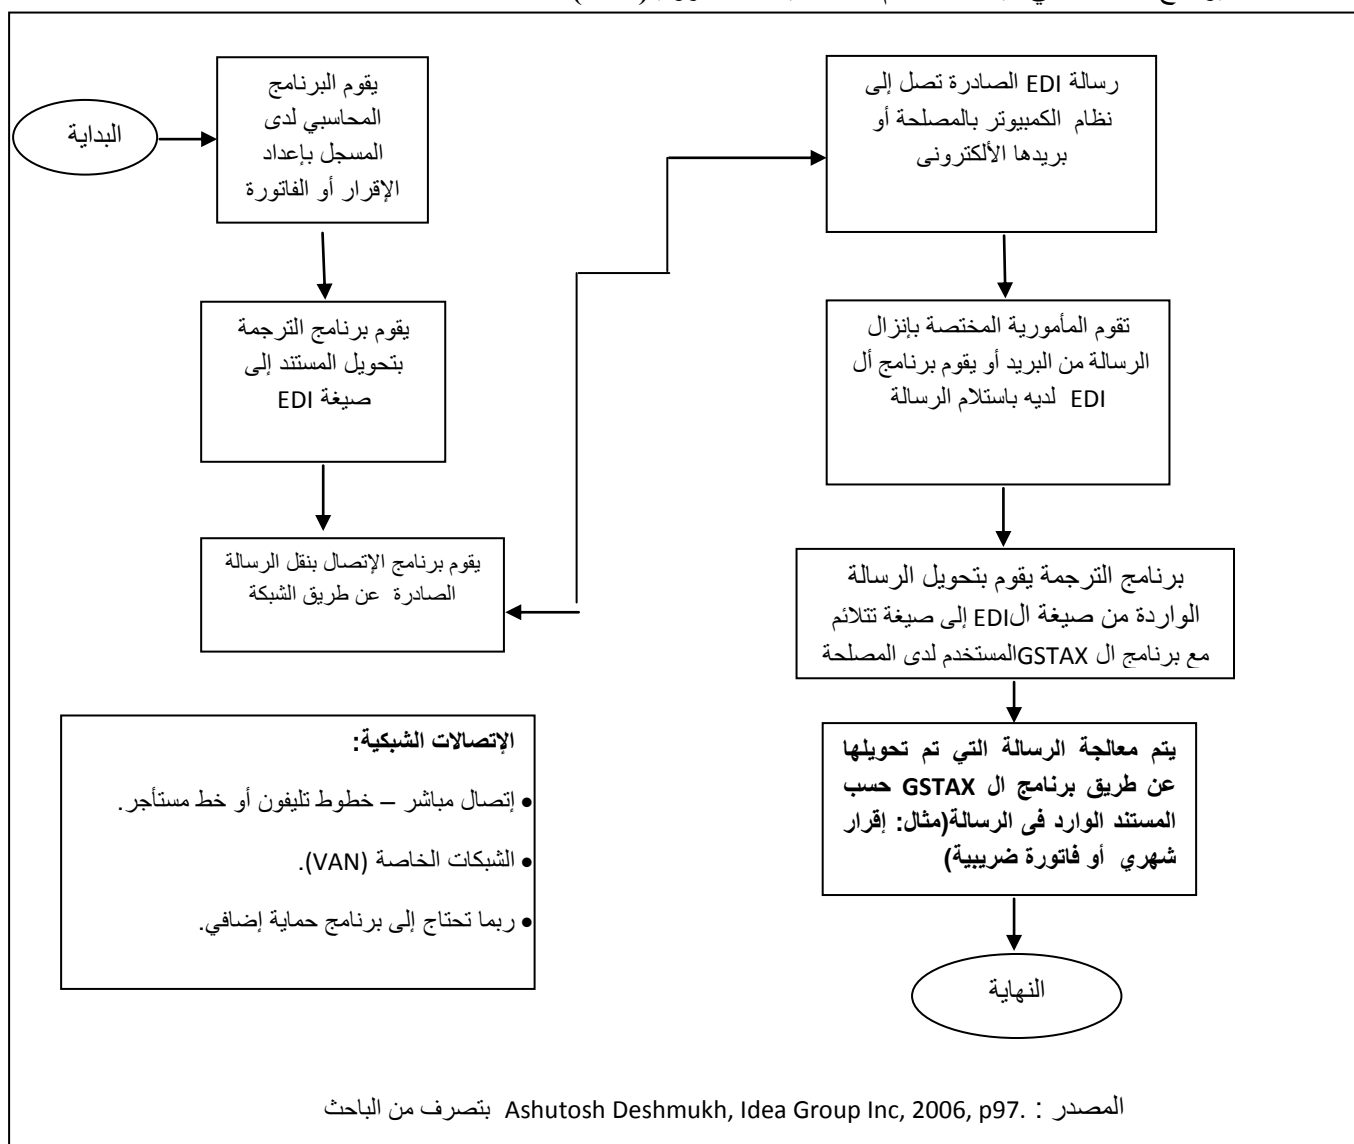 البداية
يقوم البرنامج
المحاسبي لدى
المسجل بإعداد
الإقرار أو الفاتورة
يقوم برنامج الترجمة
بتحويل المستند إلى
صيغة EDI
يقوم برنامج الإتصال بنقل الرسالة
الصادرة عن طريق الشبكة
رسالة EDI الصادرة تصل إلى
نظام الكمبيوتر بالمصلحة أو
بريدها الألكترونى
تقوم المأمورية المختصة بإنزال
الرسالة من البريد أو يقوم برنامج أل
EDI لديه باستلام الرسالة
برنامج الترجمة يقوم بتحويل الرسالة
الواردة من صيغة الEDI إلى صيغة تتلائم
مع برنامج ال GSTAXالمستخدم لدى المصلحة
يتم معالجة الرسالة التي تم تحويلها
عن طريق برنامج ال GSTAX حسب
المستند الوارد فى الرسالة(مثال: إقرار
شهري أو فاتورة ضريبية)
النهاية
الإتصالات الشبكية:
• إتصال مباشر – خطوط تليفون أو خط مستأجر.
• الشبكات الخاصة (VAN).
• ربما تحتاج إلى برنامج حماية إضافي.
المصدر : Ashutosh Deshmukh, Idea Group Inc, 2006, p97. بتصرف من الباحث